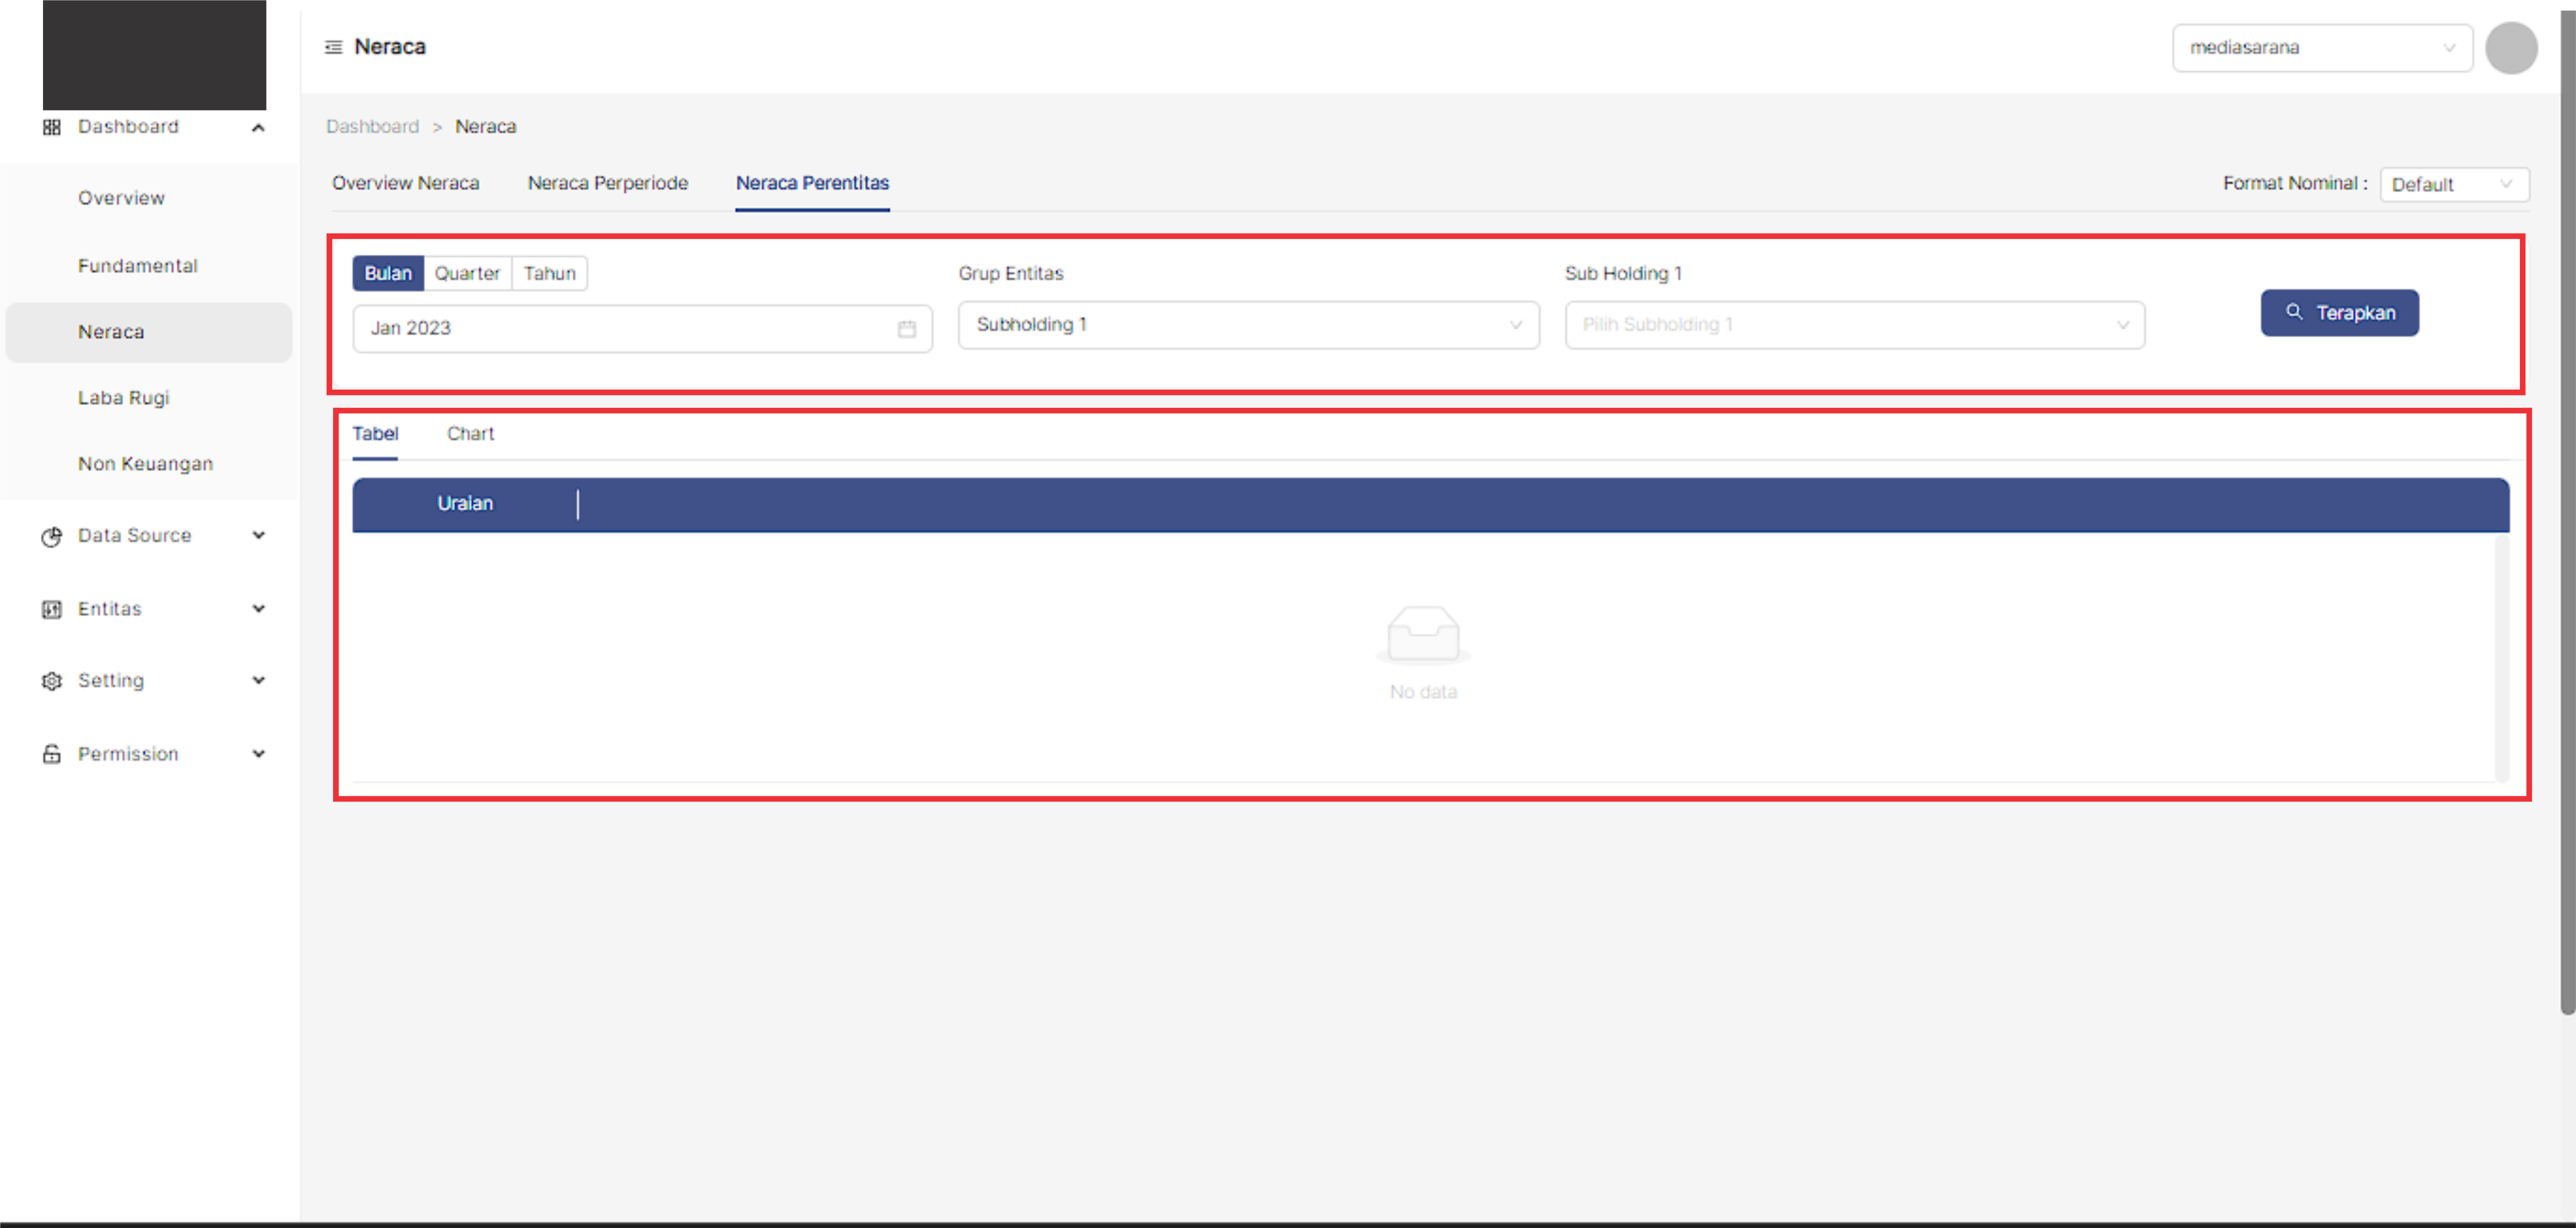 Neraca
mediasarana
Dashboard
Overview
Fundamental
Neraca
Laba Rugi
Non Keuangan
Data Source
Entitas
Setting
Permission
Dashboard > Neraca
Overview Neraca Neraca Perperiode Neraca Perentitas
Format Nominal : Default
Bulan Quarter Tahun
Jan 2023
Grup Entitas
Subholding 1
Sub Holding 1
Pilih Subholding 1
Terapkan
Tabel Chart
Uraian
No data